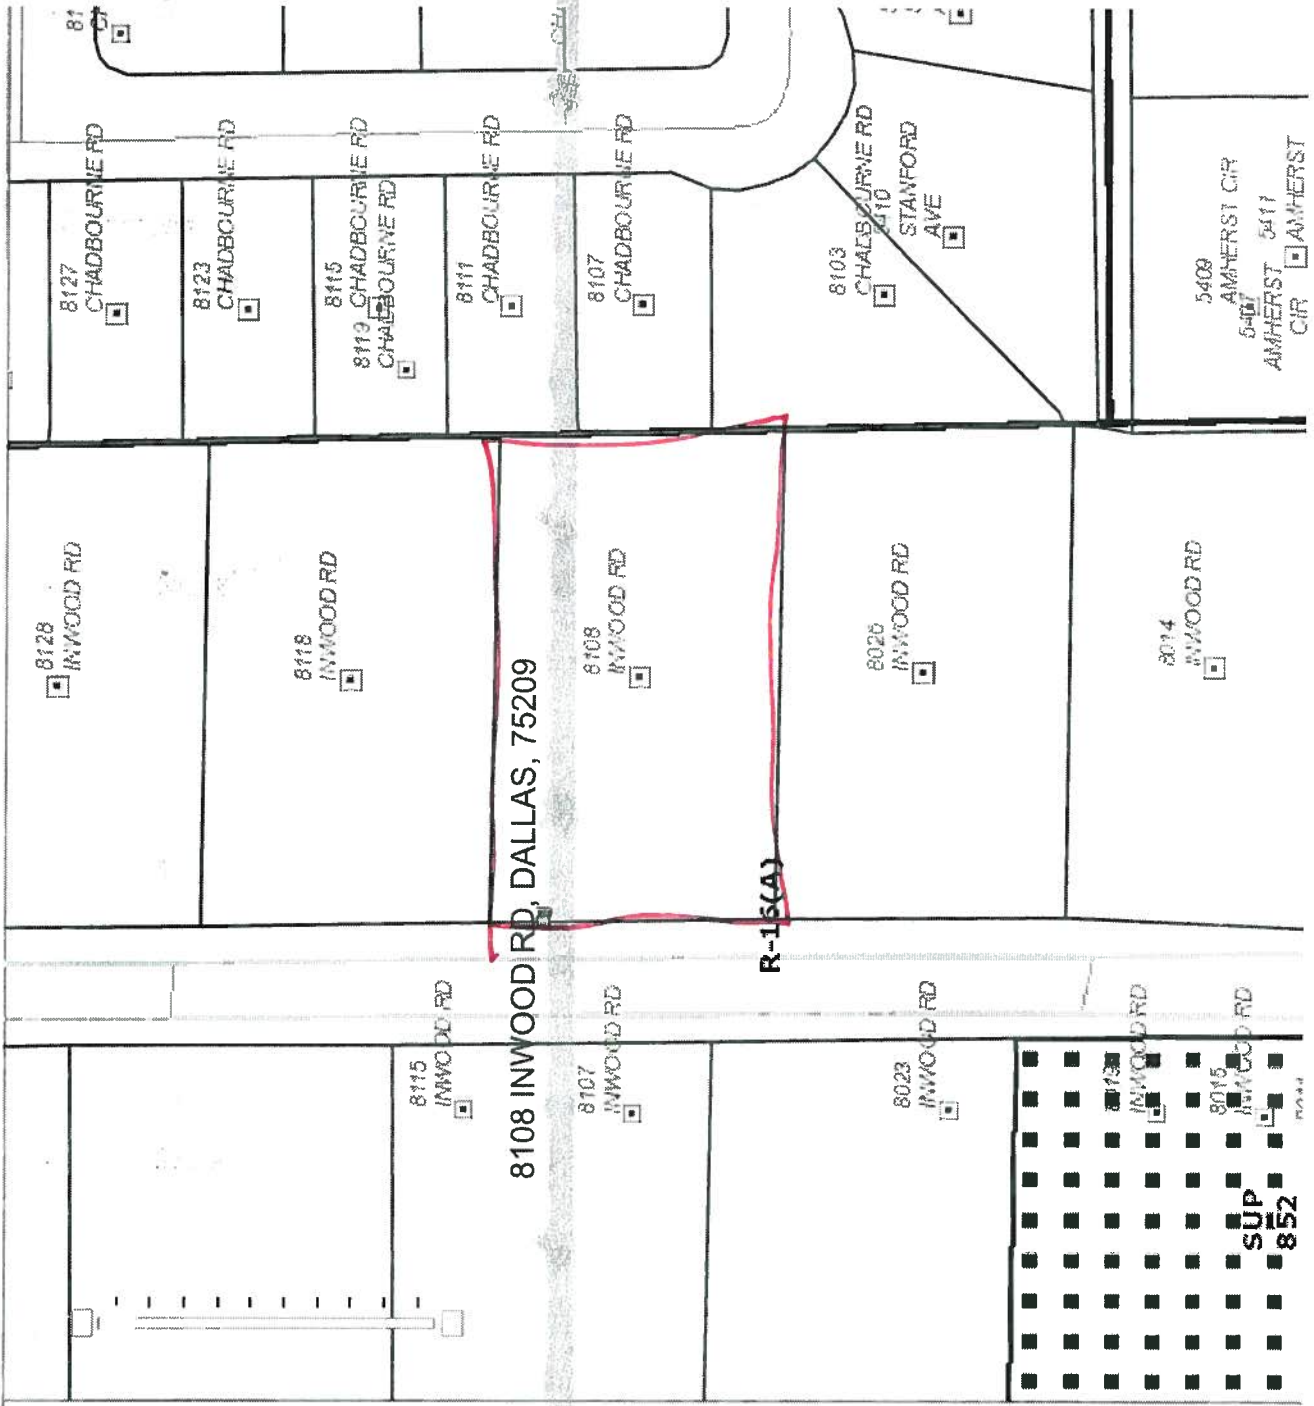 8127
CHADBOURNE RD
8123
CHADBOURNE RD
8115
CHADBOURNE RD
8119
CHADBOURNE RD
8111
CHADBOURNE RD
8107
CHADBOURNE RD
8103
CHADBOURNE RD
STANFORD
AVE
5409
AMHERST CIR
5411
AMHERST
AMHERST
CIR
8128
INWOOD RD
8118
INWOOD RD
8108
INWOOD RD
8026
INWOOD RD
8014
INWOOD RD
8108 INWOOD RD, DALLAS, 75209
R-16(A)
8115
INWOOD RD
8107
INWOOD RD
8023
INWOOD RD
INWOOD RD
8015
INWOOD RD
SUP
852